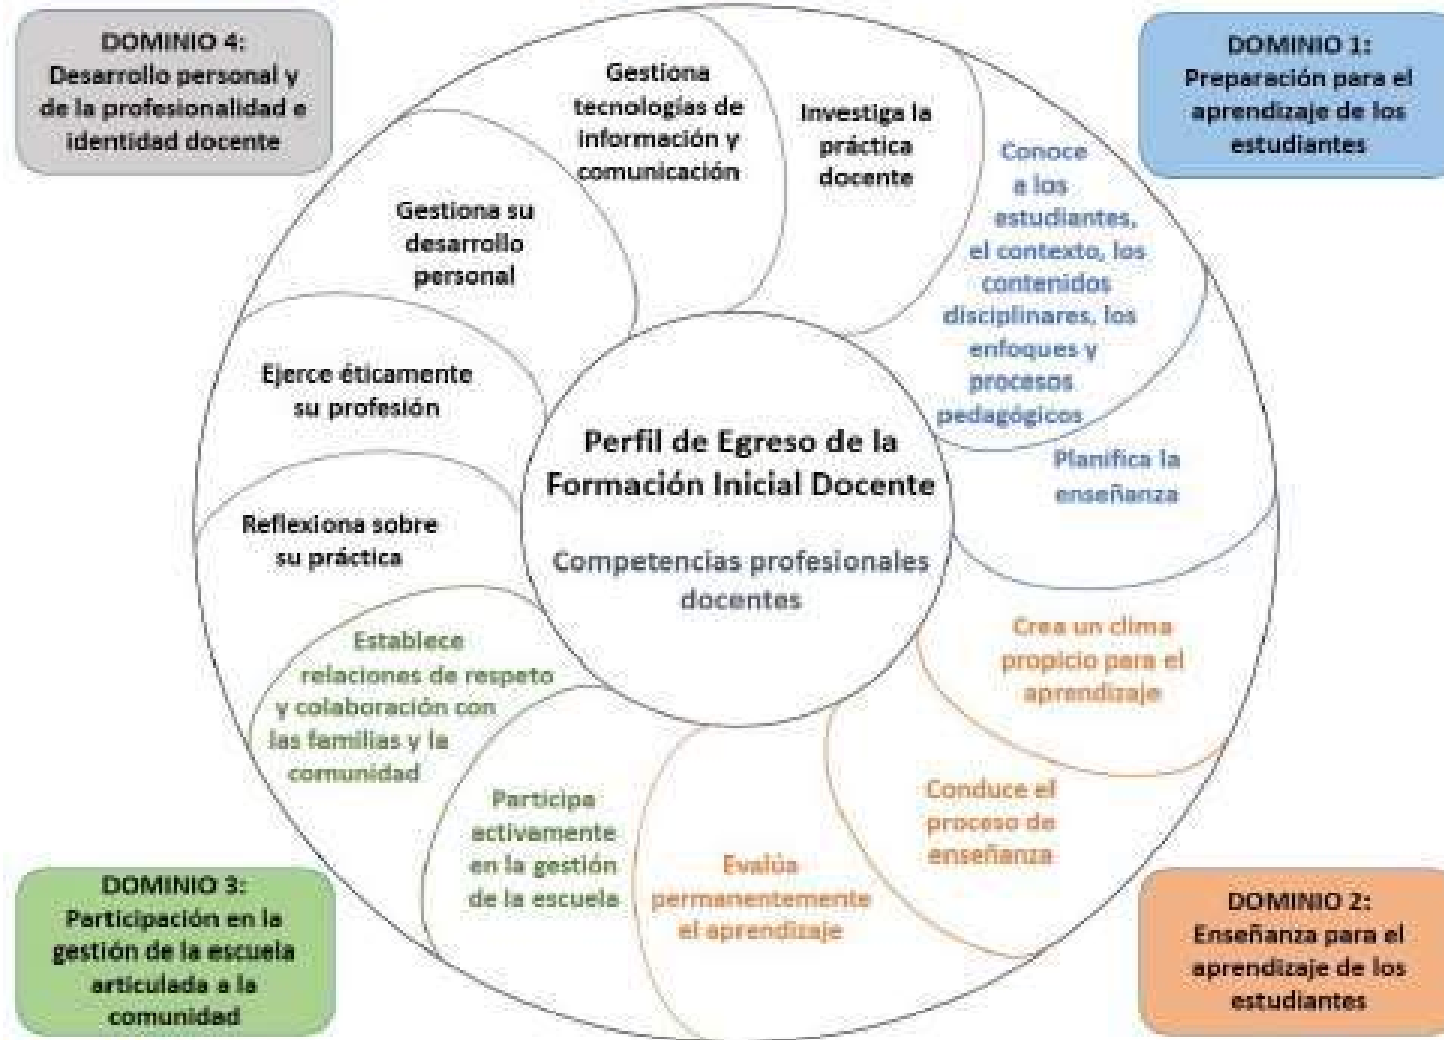 DOMINIO 4:
Desarrollo personal y
de la profesionalidad e
identidad docente
DOMINIO 1:
Preparación para el
aprendizaje de los
estudiantes
Gestiona
tecnologías de
información y
comunicación
Investiga la
práctica
docente
Conoce
a los
estudiantes,
el contexto, los
contenidos
disciplinares, los
enfoques y
procesos
pedagógicos
Gestiona su
desarrollo
personal
Ejerce éticamente
su profesión
Perfil de Egreso de la
Formación Inicial Docente
Competencias profesionales
docentes
Planifica la
enseñanza
Reflexiona sobre
su práctica
Crea un clima
propicio para el
aprendizaje
Establece
relaciones de respeto
y colaboración con
las familias y la
comunidad
Conduce el
proceso de
enseñanza
Participa
activamente
en la gestión
de la escuela
Evalúa
permanentemente
el aprendizaje
DOMINIO 3:
Participación en la
gestión de la escuela
articulada a la
comunidad
DOMINIO 2:
Enseñanza para el
aprendizaje de los
estudiantes